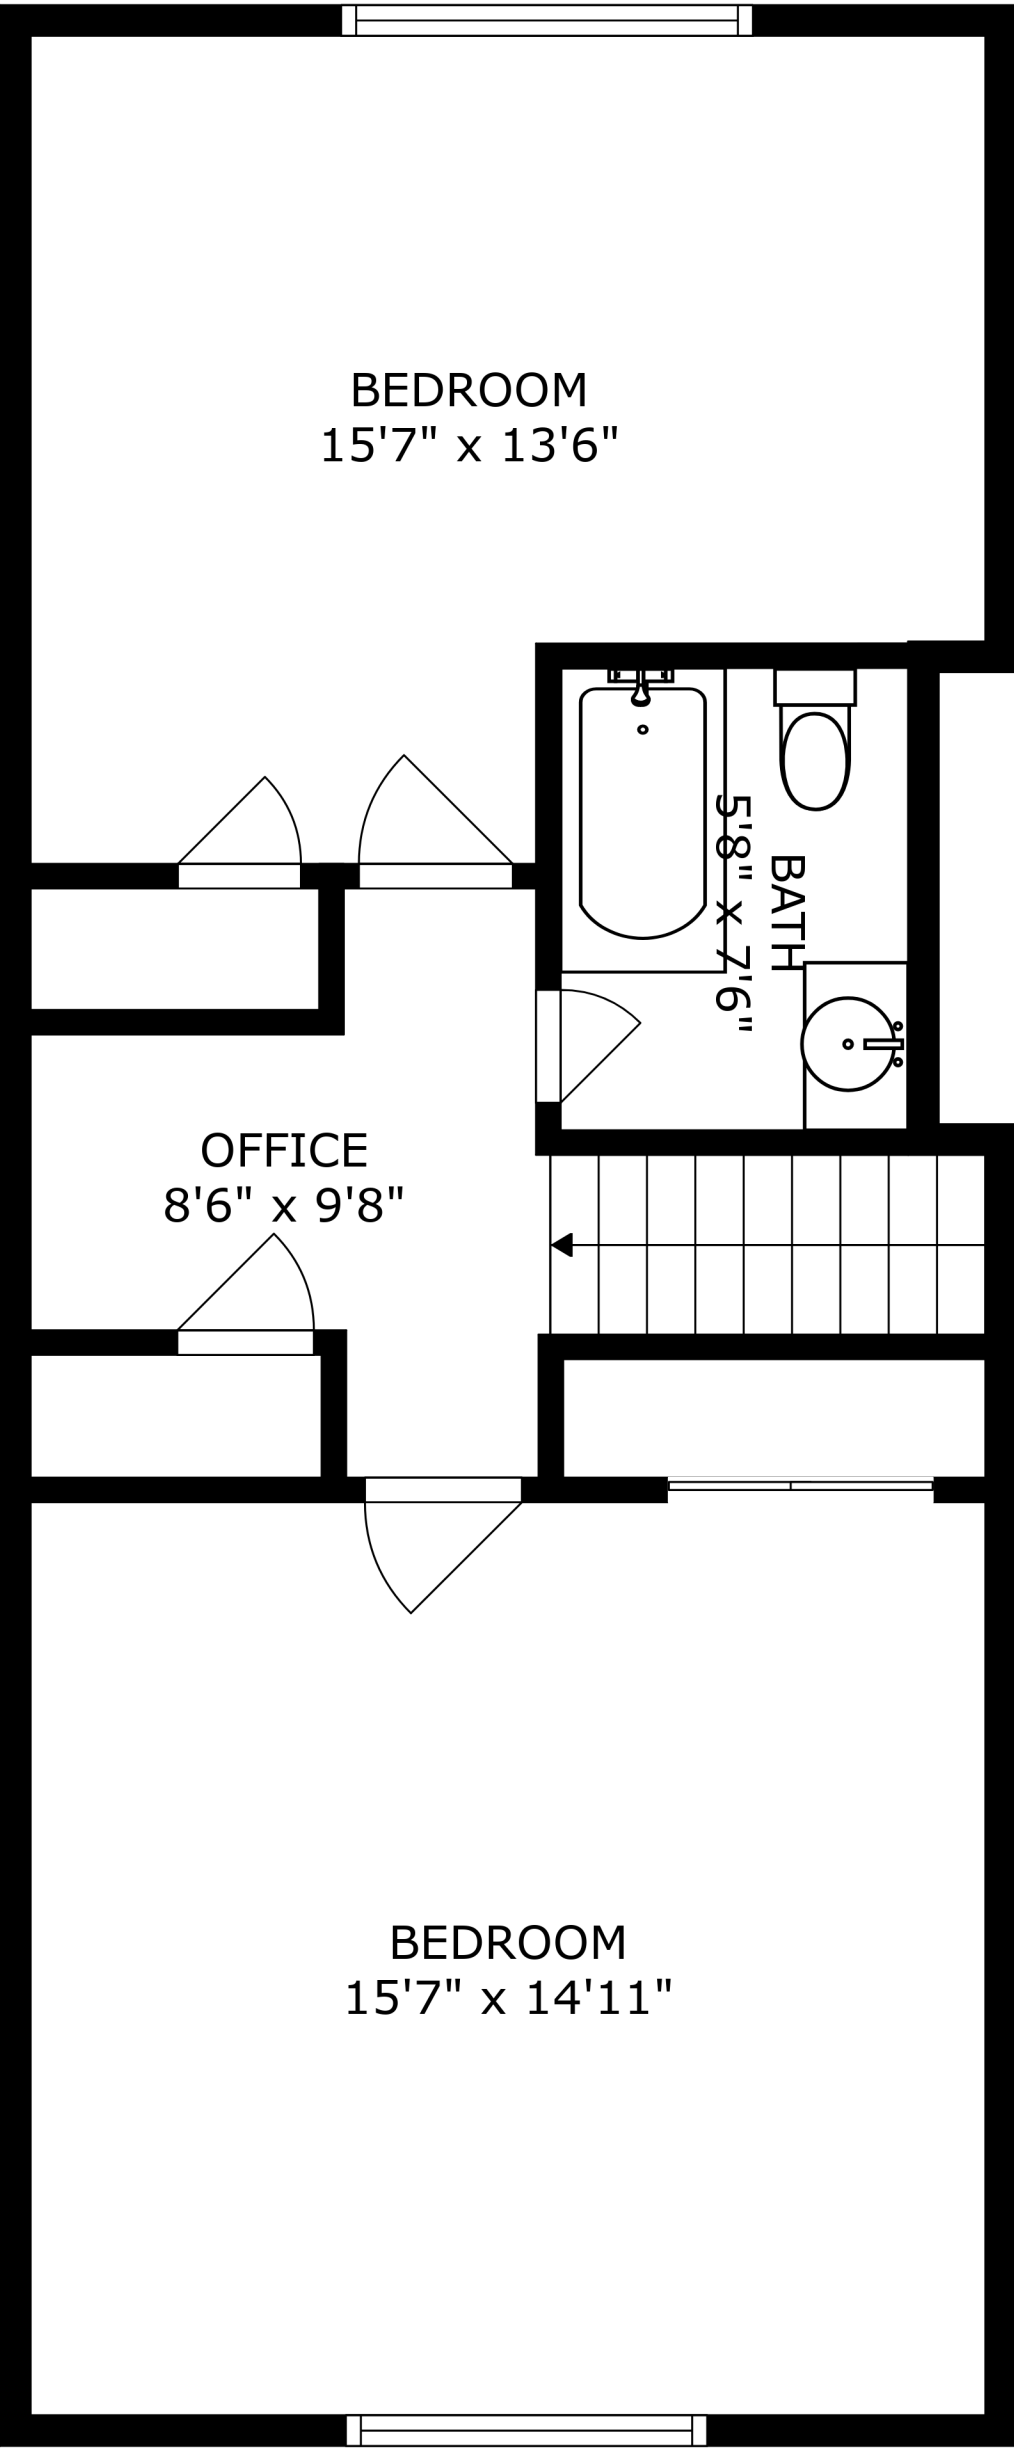 BEDROOM
15'7" x 13'6"
BATH
5'8" x 7'6"
OFFICE
8'6" x 9'8"
BEDROOM
15'7" x 14'11"